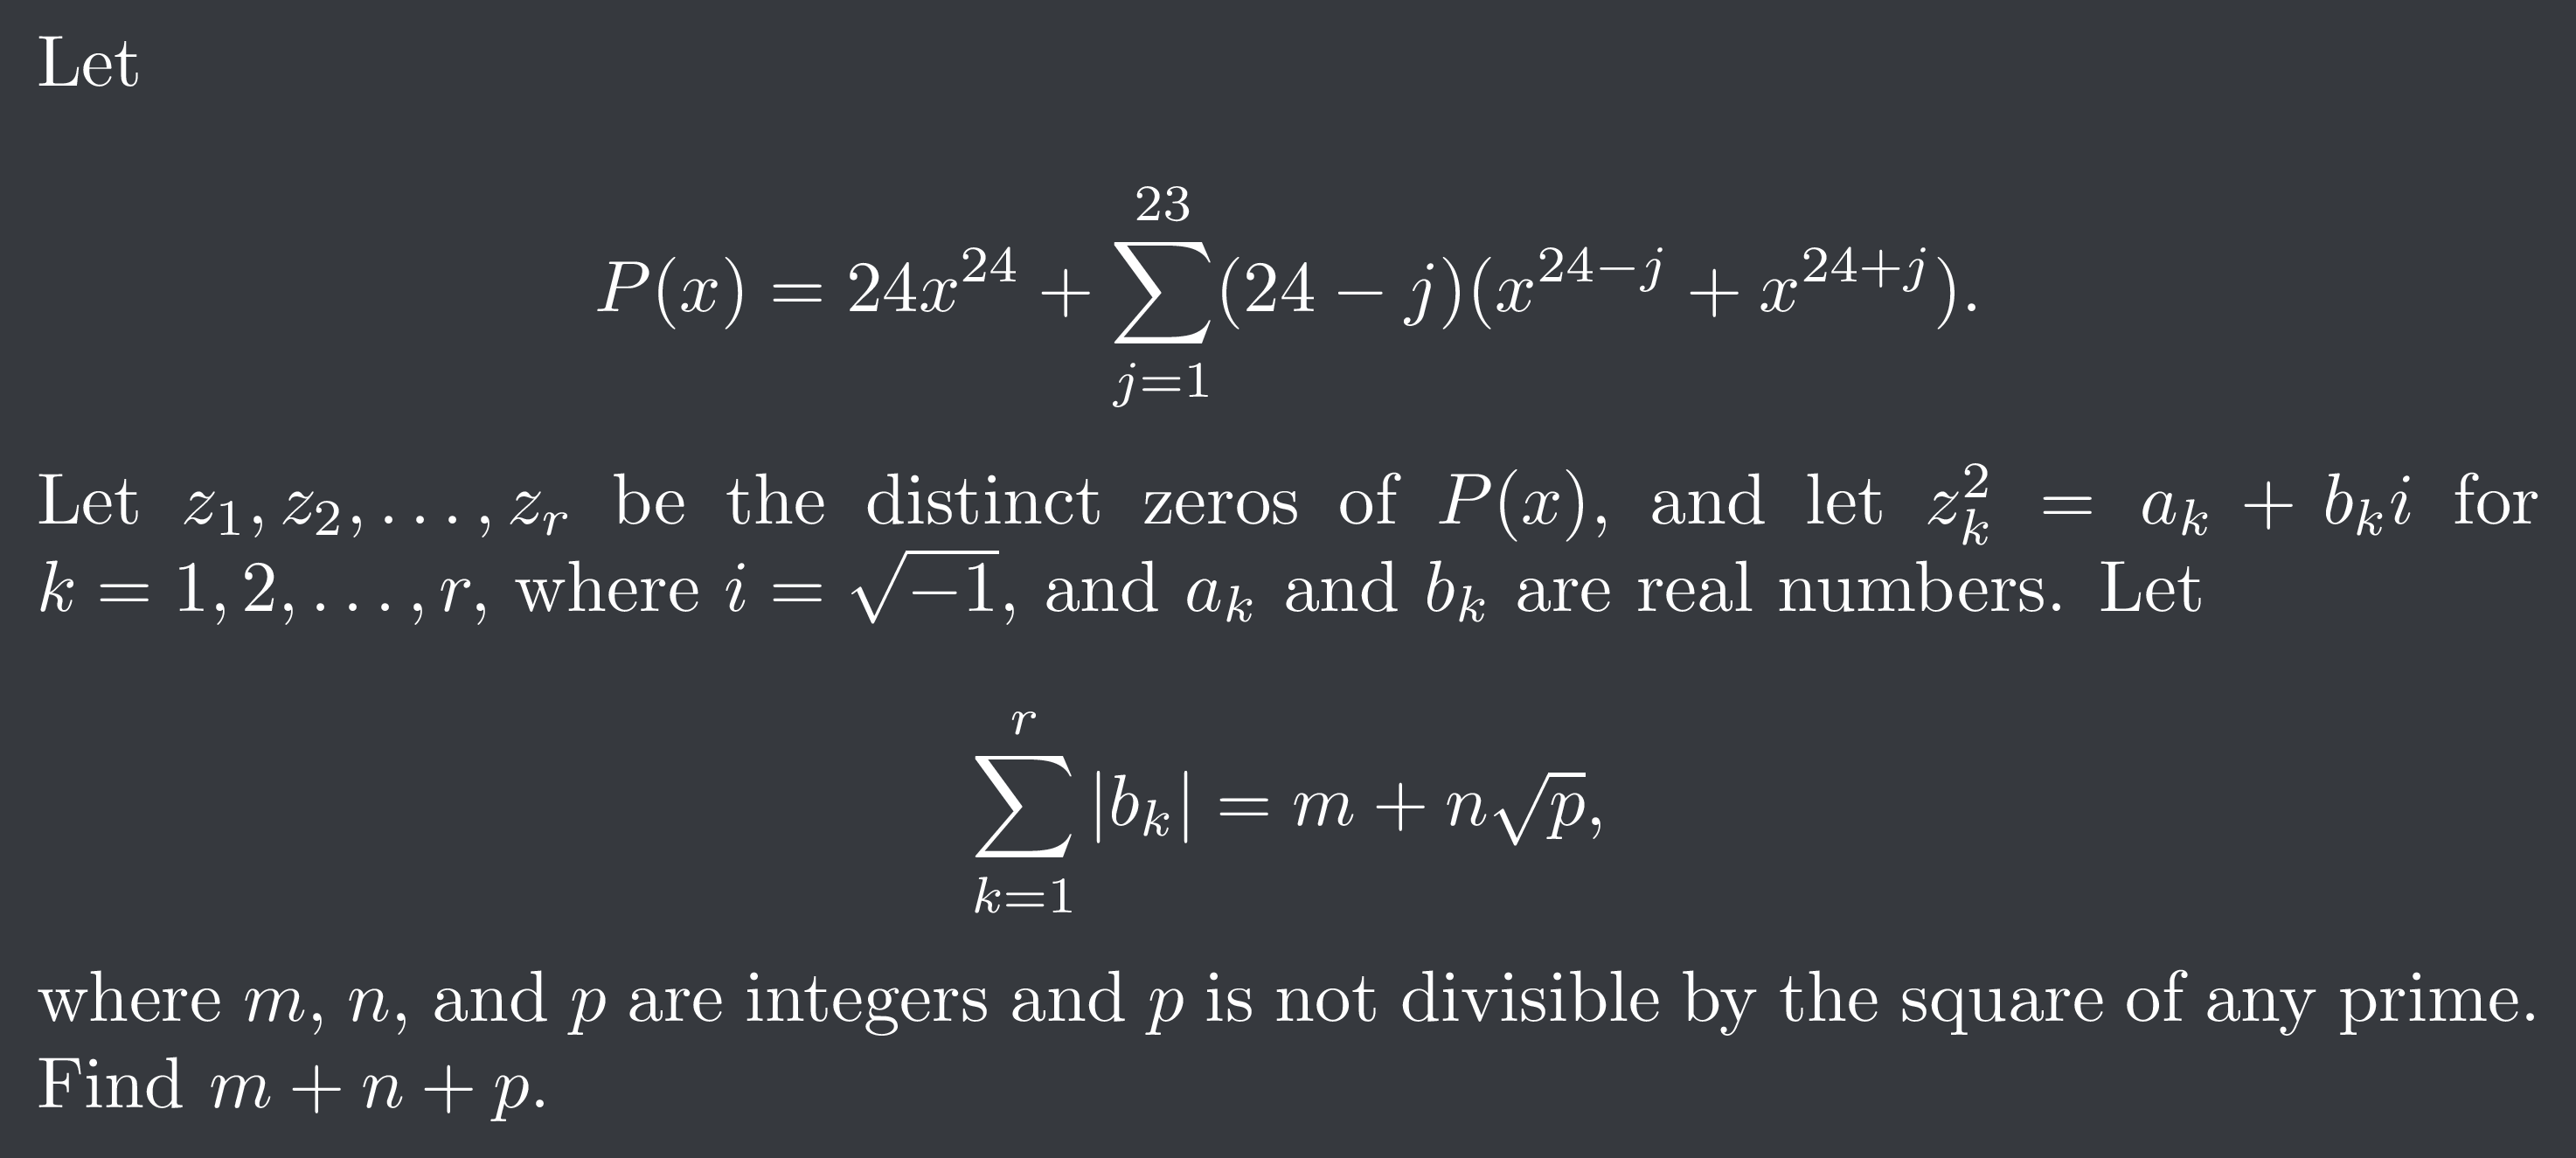 Let
P(x) = 24x^{24} + \sum_{j=1}^{23} (24 - j)(x^{24-j} + x^{24+j}).
Let z_1, z_2, . . . , z_r be the distinct zeros of P(x), and let z_k^2 = a_k + b_k i for
k = 1, 2, . . . , r, where i = \sqrt{-1}, and a_k and b_k are real numbers. Let
\sum_{k=1}^{r} |b_k| = m + n\sqrt{p},
where m, n, and p are integers and p is not divisible by the square of any prime.
Find m + n + p.